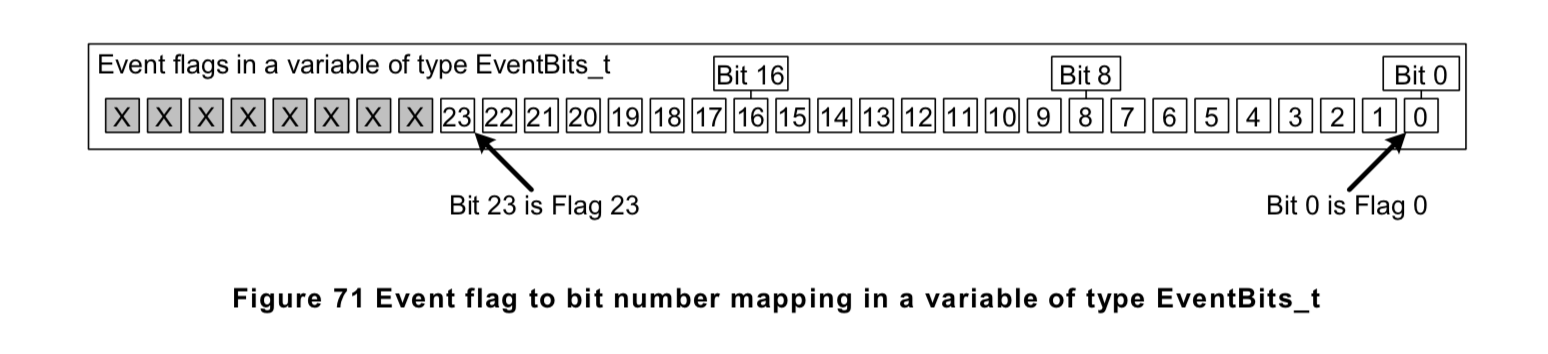 Event flags in a variable of type EventBits_t
Bit 16
Bit 8
Bit 0
X X X X X X X X 23 22 21 20 19 18 17 16 15 14 13 12 11 10 9 8 7 6 5 4 3 2 1 0
Bit 23 is Flag 23
Bit 0 is Flag 0
Figure 71 Event flag to bit number mapping in a variable of type EventBits_t